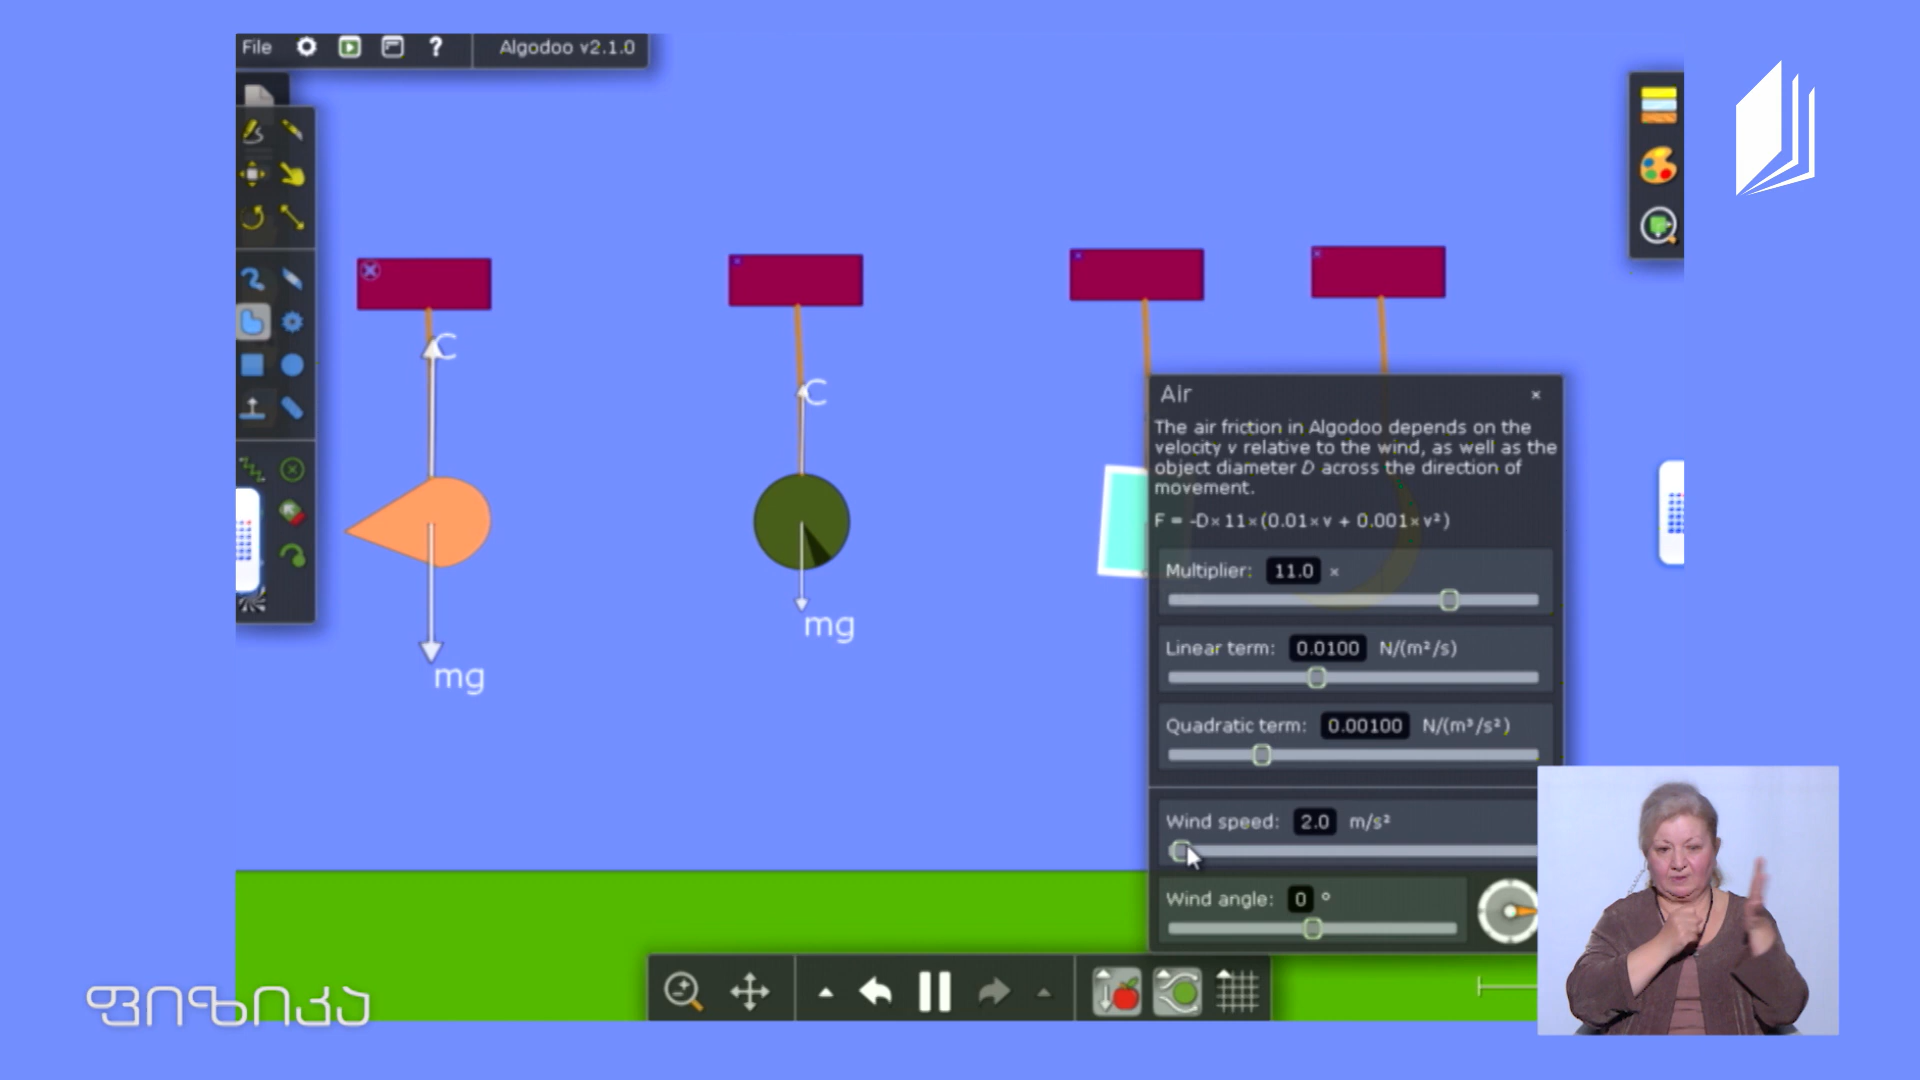 File ? Algodoo v2.1.0
C
C
mg
mg
Air ×
The air friction in Algodoo depends on the
velocity v relative to the wind, as well as the
object diameter D across the direction of
movement.
F = -D×11×(0.01×v + 0.001×v²)
Multiplier: 11.0 ×
Linear term: 0.0100 N/(m²/s)
Quadratic term: 0.00100 N/(m³/s²)
Wind speed: 2.0 m/s²
Wind angle: 0 °
ფიზიკა